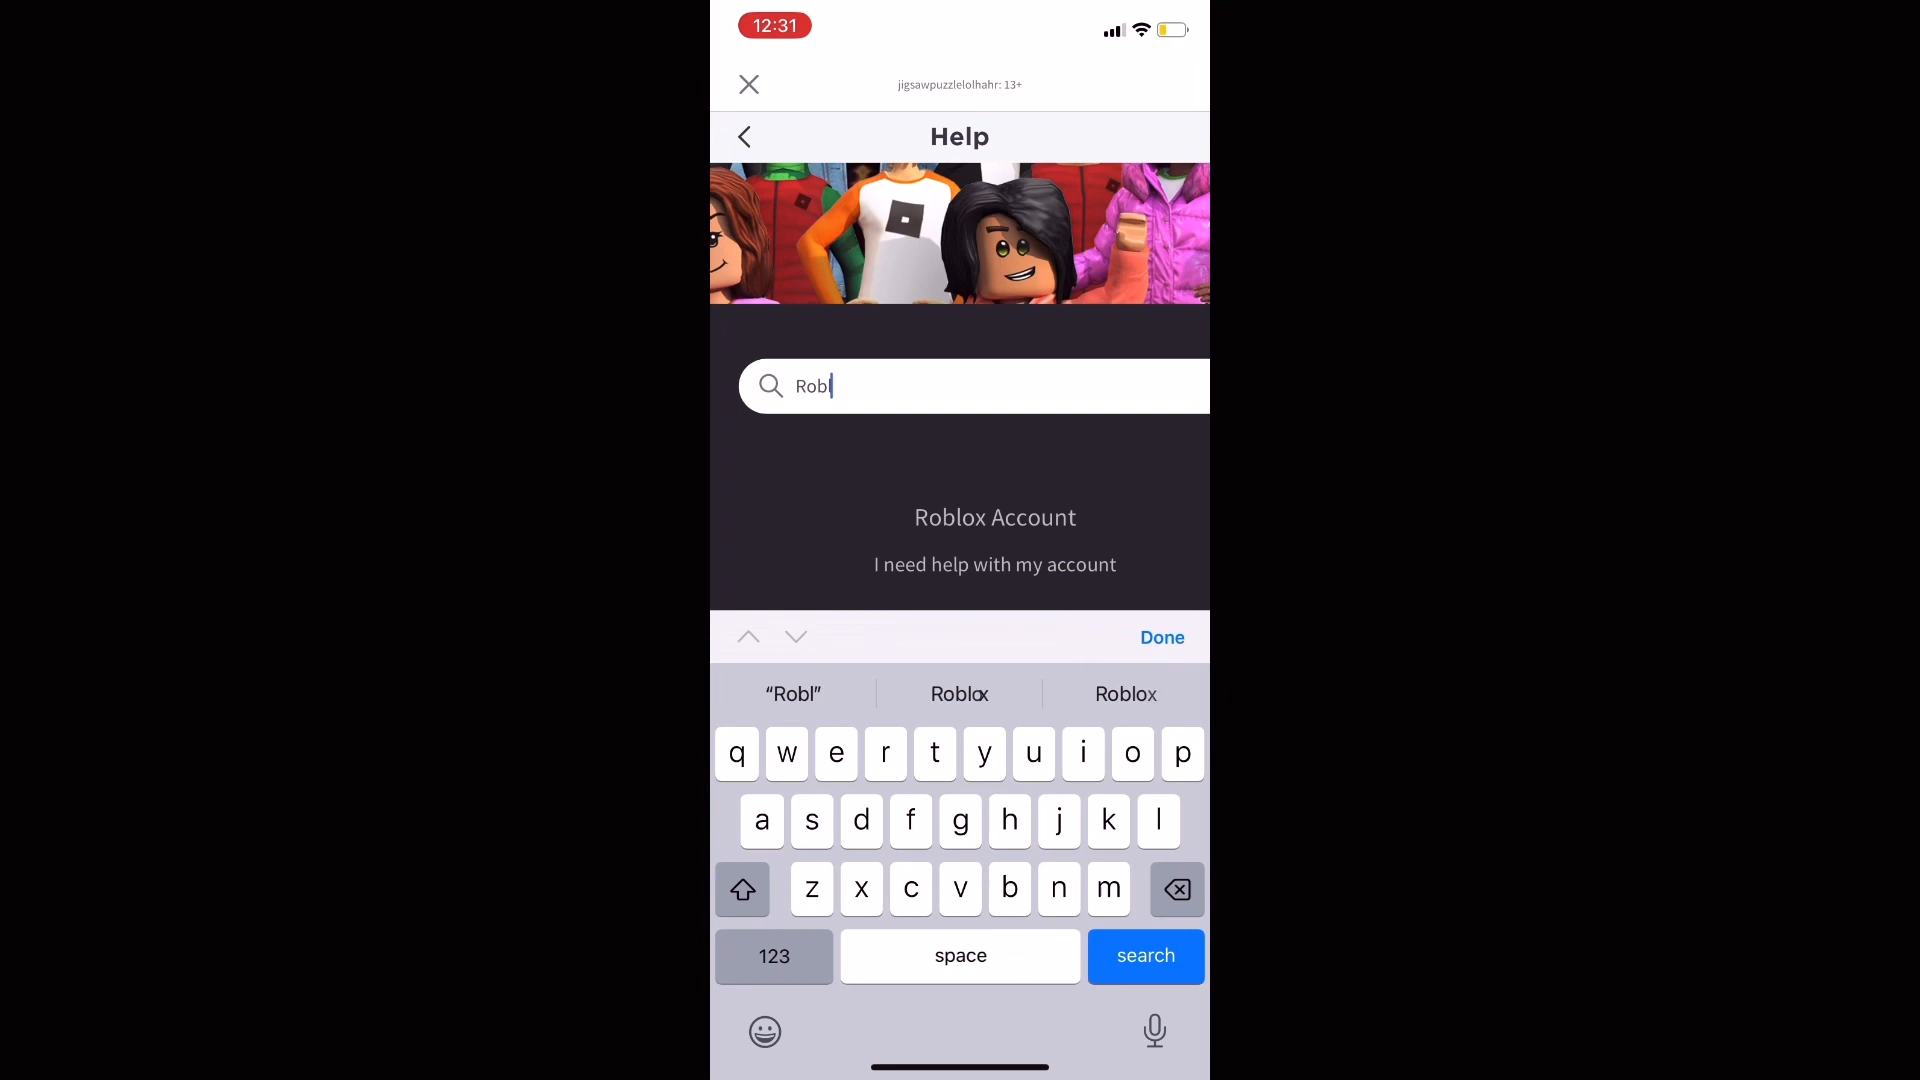 12:31
jigsawpuzzlelolhahr: 13+
Help
Robl
Roblox Account
I need help with my account
Done
“Robl” Roblox Roblox
q w e r t y u i o p
a s d f g h j k l
z x c v b n m
123 space search